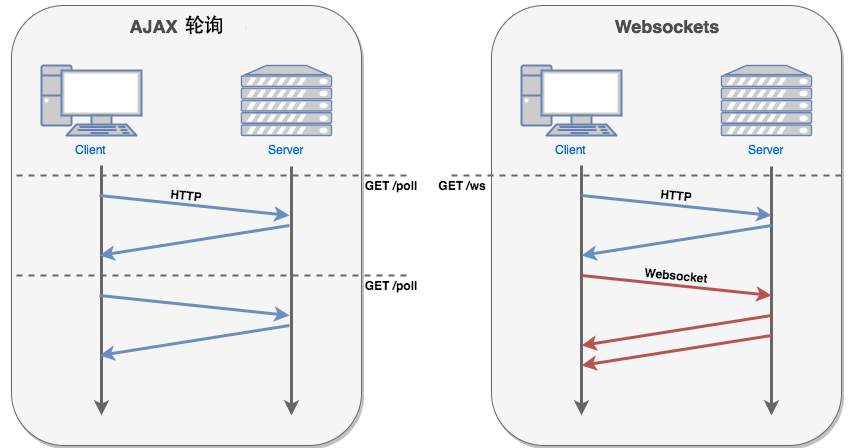 AJAX 轮询
Client
Server
HTTP
GET /poll
GET /poll
Websockets
Client
Server
GET /ws
HTTP
Websocket